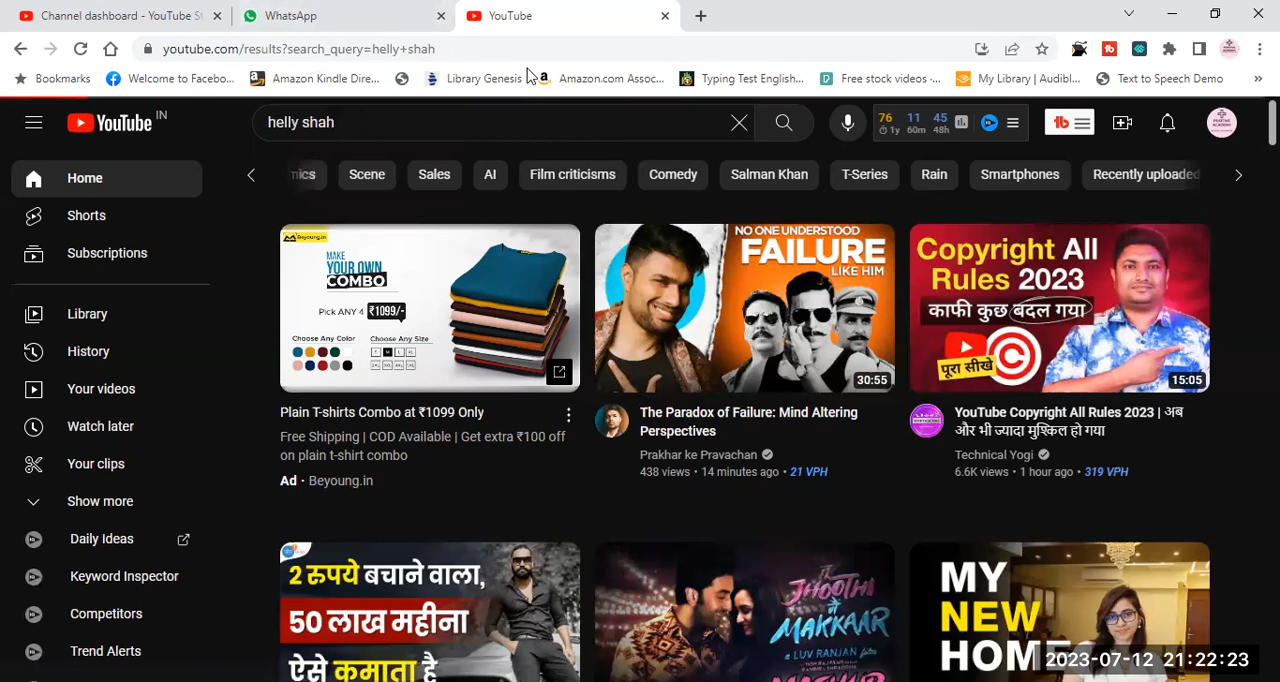 Channel dashboard - YouTube St
WhatsApp
YouTube
youtube.com/results?search_query=helly+shah
Bookmarks
Welcome to Facebo...
Amazon Kindle Dire...
Library Genesis
Amazon.com Assoc...
Typing Test English...
Free stock videos -...
My Library | Audibl...
Text to Speech Demo
YouTube IN
helly shah
76 11 45
1y 60m 48h
Home
Shorts
Subscriptions
Library
History
Your videos
Watch later
Your clips
Show more
Daily Ideas
Keyword Inspector
Competitors
Trend Alerts
mics
Scene
Sales
AI
Film criticisms
Comedy
Salman Khan
T-Series
Rain
Smartphones
Recently uploaded
Beyoung.in
MAKE
YOUR OWN
COMBO
Pick ANY 4 ₹1099/-
Choose Any Color
Choose Any Size
Plain T-shirts Combo at ₹1099 Only
Free Shipping | COD Available | Get extra ₹100 off
on plain t-shirt combo
Ad · Beyoung.in
NO ONE UNDERSTOOD
FAILURE
LIKE HIM
30:55
The Paradox of Failure: Mind Altering
Perspectives
Prakhar ke Pravachan
438 views · 14 minutes ago · 21 VPH
Copyright All
Rules 2023
काफी कुछ बदल गया
पूरा सीखे
15:05
YouTube Copyright All Rules 2023 | अब
और भी ज्यादा मुश्किल हो गया
Technical Yogi
6.6K views · 1 hour ago · 319 VPH
2 रुपये बचाने वाला,
50 लाख महीना
ऐसे कमाता है
JHOOTHI
MAKKAAR
a LUV RANJAN film
MY
NEW
HOME
2023-07-12 21:22:23